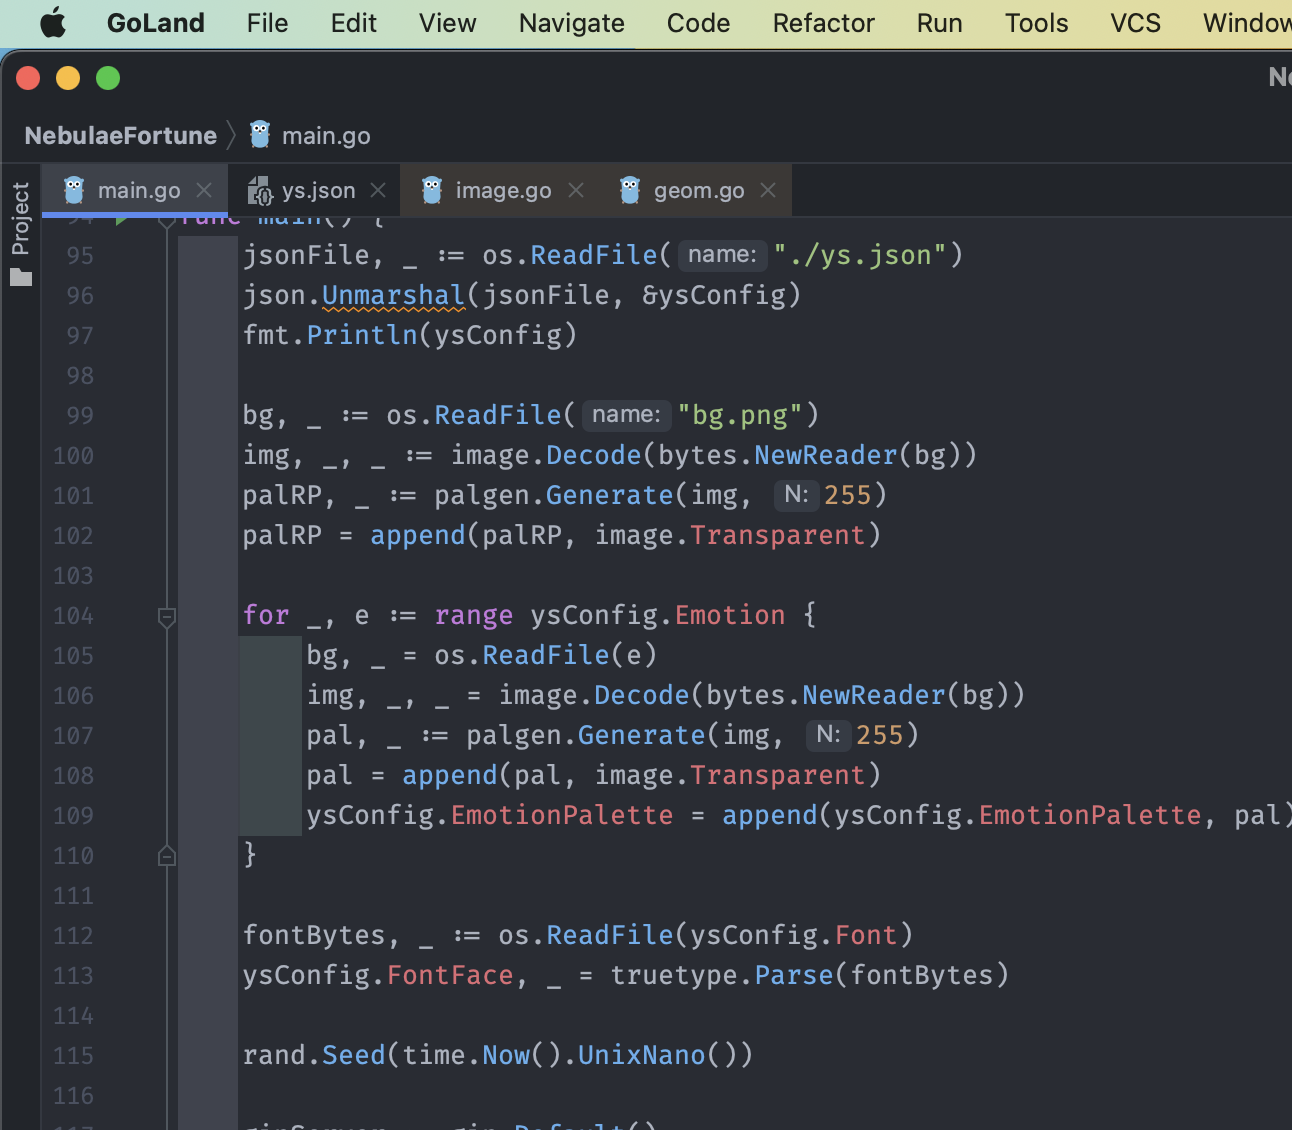 GoLand File Edit View Navigate Code Refactor Run Tools VCS Window
NebulaeFortune main.go
main.go ys.json image.go geom.go
Project
94 func main() {
95 jsonFile, _ := os.ReadFile( name: "./ys.json")
96 json.Unmarshal(jsonFile, &ysConfig)
97 fmt.Println(ysConfig)
98
99 bg, _ := os.ReadFile( name: "bg.png")
100 img, _, _ := image.Decode(bytes.NewReader(bg))
101 palRP, _ := palgen.Generate(img, N: 255)
102 palRP = append(palRP, image.Transparent)
103
104 for _, e := range ysConfig.Emotion {
105 bg, _ = os.ReadFile(e)
106 img, _, _ = image.Decode(bytes.NewReader(bg))
107 pal, _ := palgen.Generate(img, N: 255)
108 pal = append(pal, image.Transparent)
109 ysConfig.EmotionPalette = append(ysConfig.EmotionPalette, pal)
110 }
111
112 fontBytes, _ := os.ReadFile(ysConfig.Font)
113 ysConfig.FontFace, _ = truetype.Parse(fontBytes)
114
115 rand.Seed(time.Now().UnixNano())
116